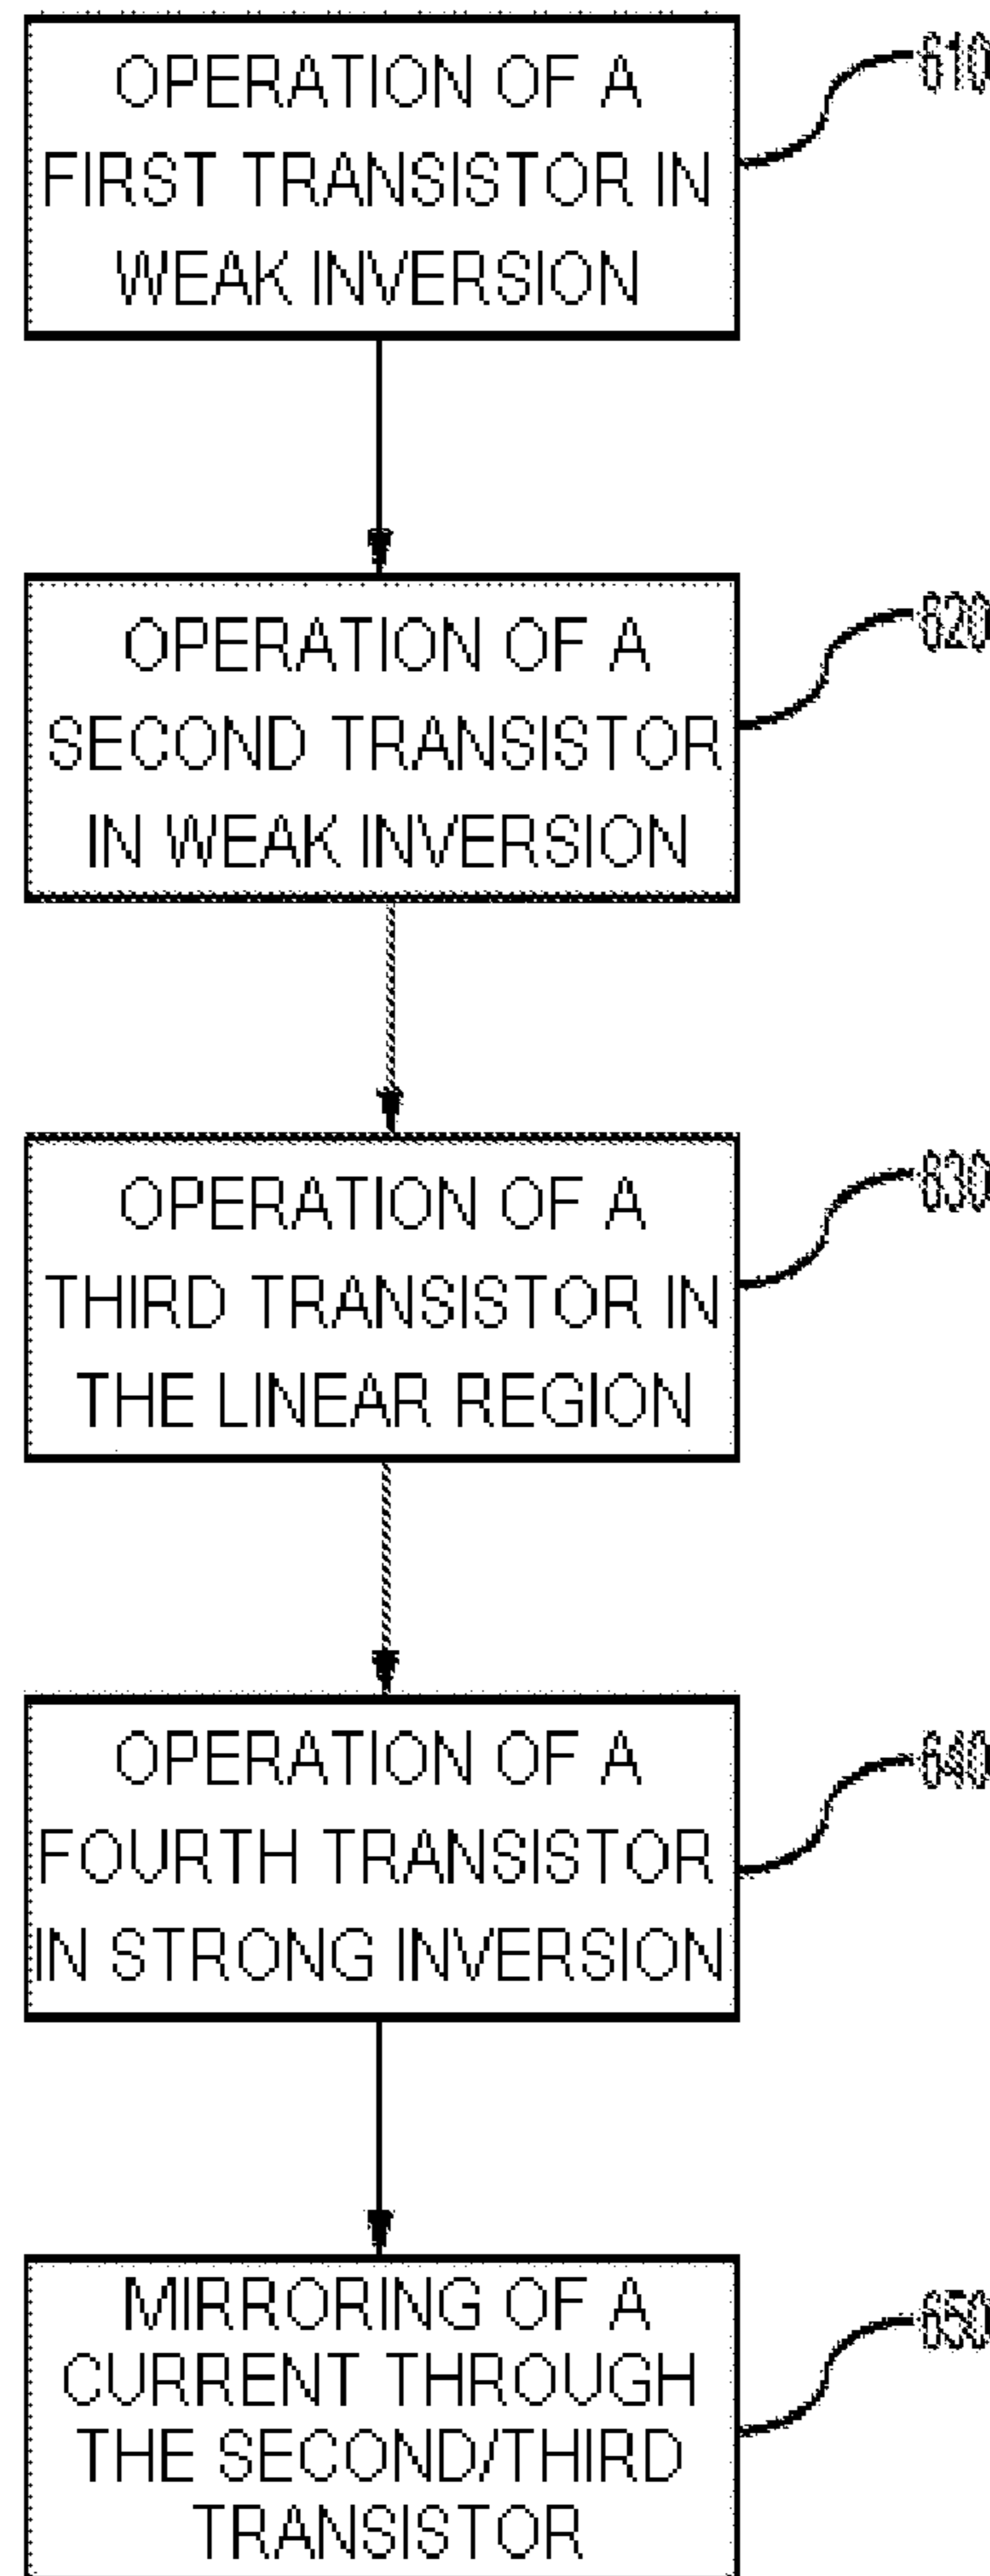 OPERATION OF A
FIRST TRANSISTOR IN
WEAK INVERSION
610
OPERATION OF A
SECOND TRANSISTOR
IN WEAK INVERSION
620
OPERATION OF A
THIRD TRANSISTOR IN
THE LINEAR REGION
630
OPERATION OF A
FOURTH TRANSISTOR
IN STRONG INVERSION
640
MIRRORING OF A
CURRENT THROUGH
THE SECOND/THIRD
TRANSISTOR
650